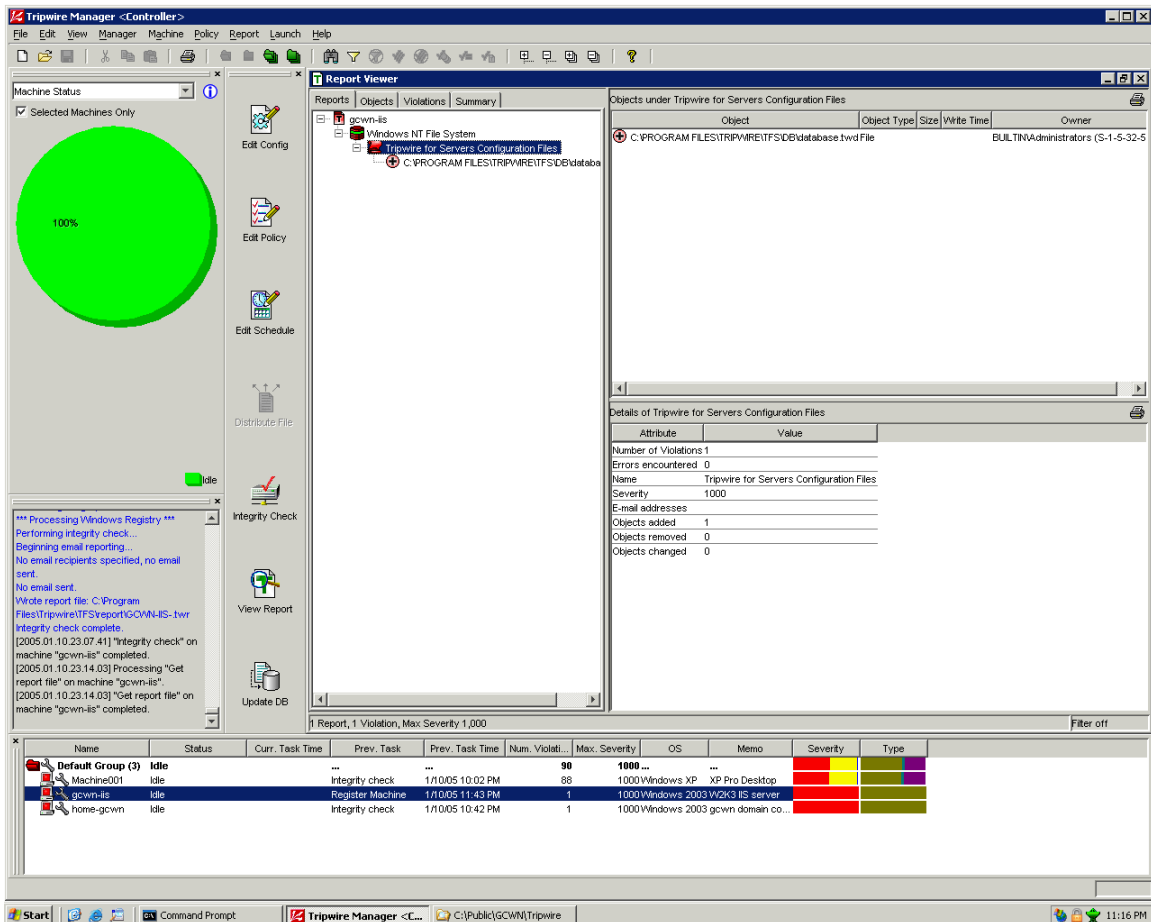 Tripwire Manager <Controller>
File Edit View Manager Machine Policy Report Launch Help
Machine Status
Selected Machines Only
100%
Idle
*** Processing Windows Registry ***
Performing integrity check...
Beginning email reporting...
No email recipients specified, no email
sent.
No email sent.
Wrote report file: C:\Program
Files\Tripwire\TFS\report\GCWN-IIS-.twr
Integrity check complete.
[2005.01.10.23.07.41] "Integrity check" on
machine "gcwn-iis" completed.
[2005.01.10.23.14.03] Processing "Get
report file" on machine "gcwn-iis".
[2005.01.10.23.14.03] "Get report file" on
machine "gcwn-iis" completed.
Edit Config
Edit Policy
Edit Schedule
Distribute File
Integrity Check
View Report
Update DB
Report Viewer
Reports Objects Violations Summary
gcwn-iis
Windows NT File System
Tripwire for Servers Configuration Files
C:\PROGRAM FILES\TRIPWIRE\TFS\DB\databa
Objects under Tripwire for Servers Configuration Files
Object Object Type Size Write Time Owner
C:\PROGRAM FILES\TRIPWIRE\TFS\DB\database.twd File BUILTIN\Administrators (S-1-5-32-5
Details of Tripwire for Servers Configuration Files
Attribute Value
Number of Violations 1
Errors encountered 0
Name Tripwire for Servers Configuration Files
Severity 1000
E-mail addresses
Objects added 1
Objects removed 0
Objects changed 0
1 Report, 1 Violation, Max Severity 1,000
Filter off
Name Status Curr. Task Time Prev. Task Prev. Task Time Num. Violati... Max. Severity OS Memo Severity Type
Default Group (3) Idle ... ... 90 1000 ... ...
Machine001 Idle Integrity check 1/10/05 10:02 PM 88 1000 Windows XP XP Pro Desktop
gcwn-iis Idle Register Machine 1/10/05 11:43 PM 1 1000 Windows 2003 W2K3 IIS server
home-gcwn Idle Integrity check 1/10/05 10:42 PM 1 1000 Windows 2003 gcwn domain co...
Start Command Prompt Tripwire Manager <C... C:\Public\GCWN\Tripwire 11:16 PM